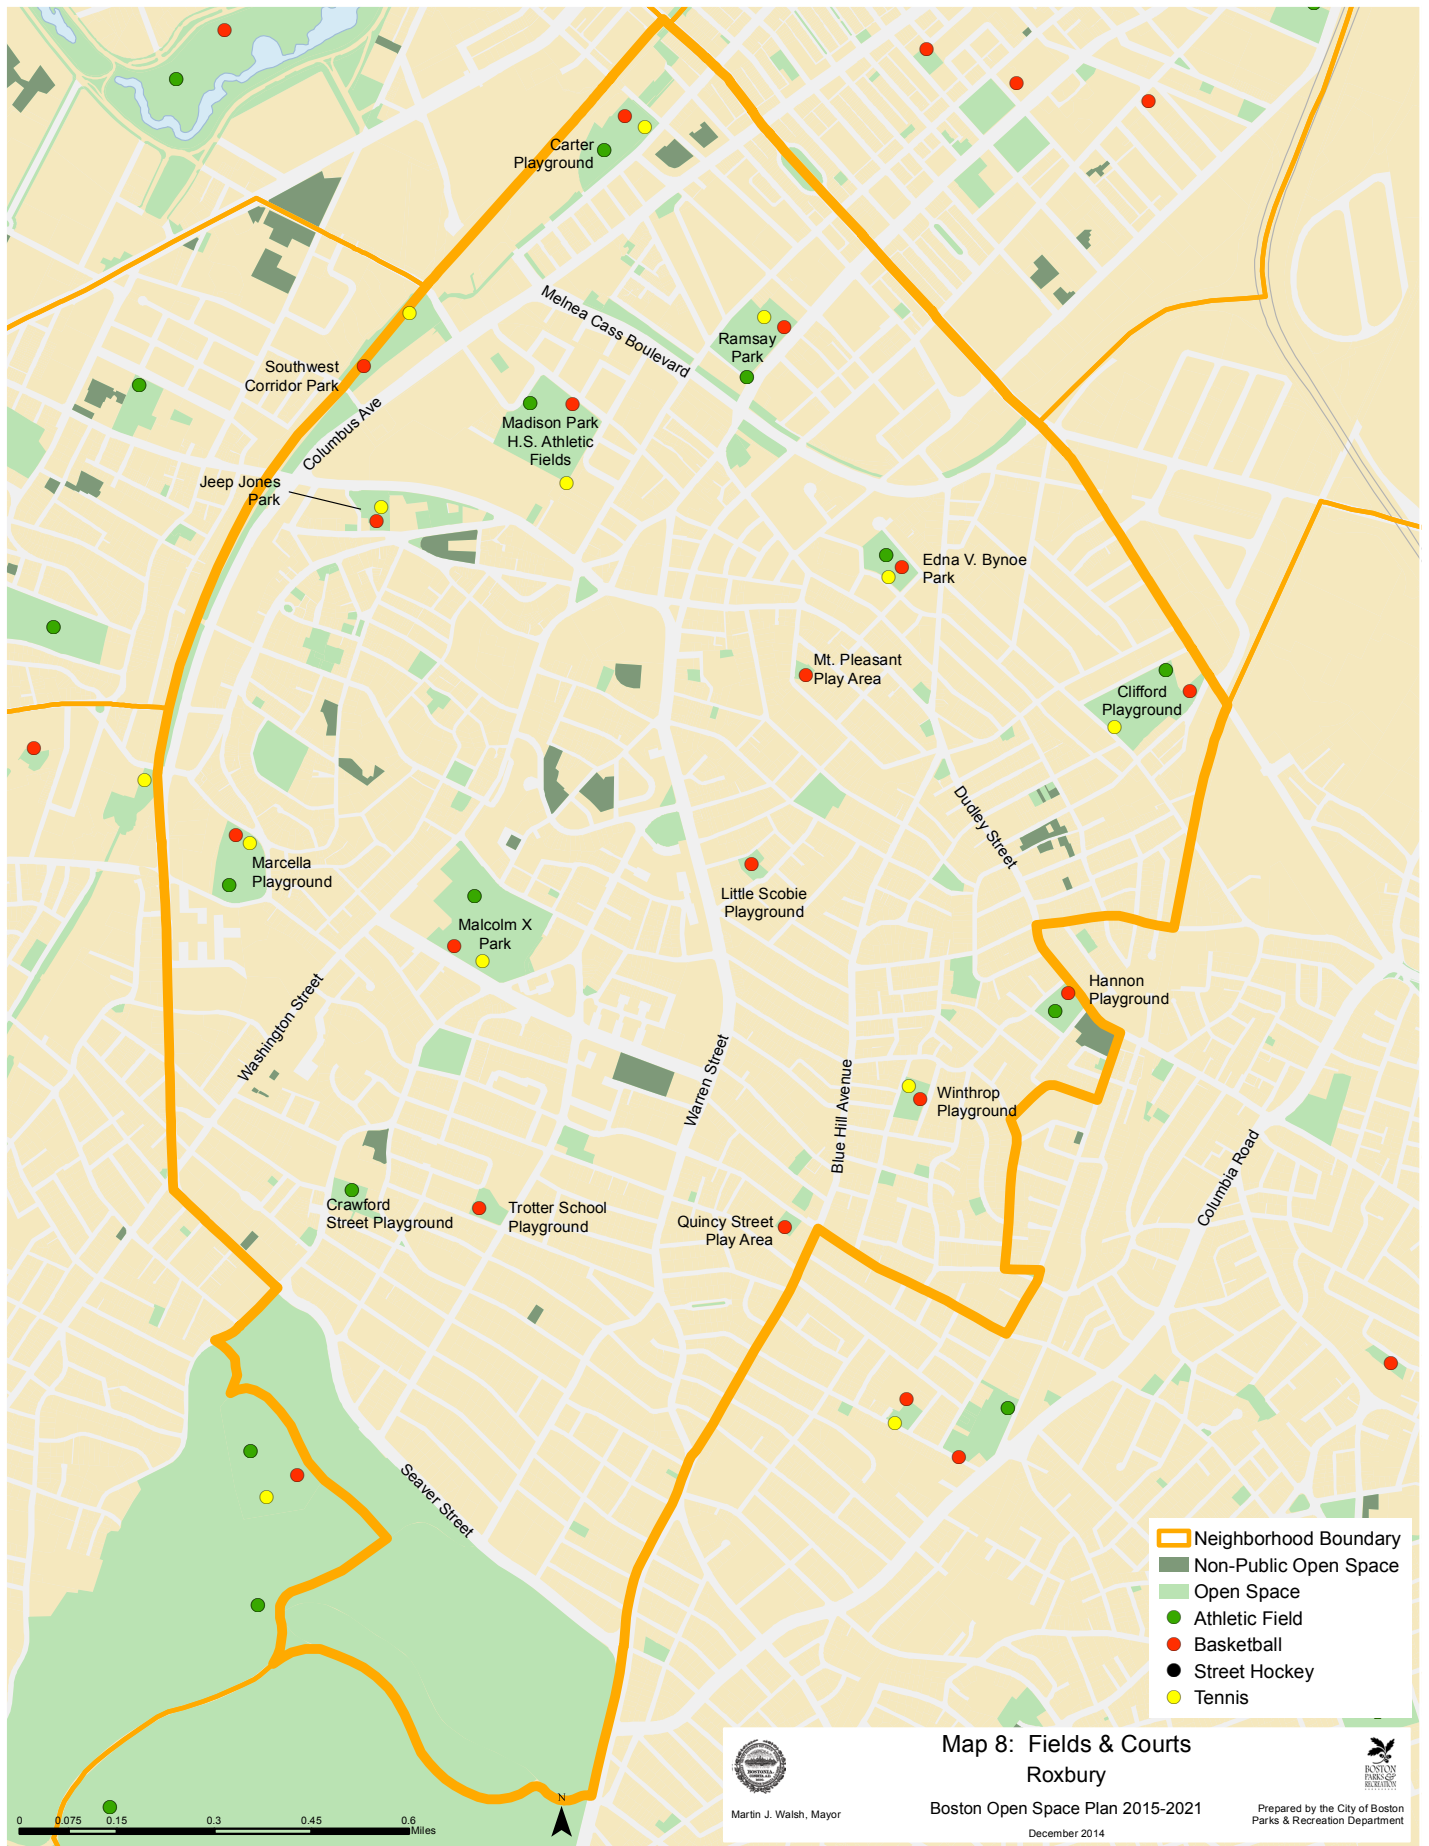 Carter
Playground
Melnea Cass Boulevard
Ramsay
Park
Southwest
Corridor Park
Columbus Ave
Madison Park
H.S. Athletic
Fields
Jeep Jones
Park
Edna V. Bynoe
Park
Mt. Pleasant
Play Area
Clifford
Playground
Dudley Street
Marcella
Playground
Little Scobie
Playground
Malcolm X
Park
Washington Street
Hannon
Playground
Warren Street
Blue Hill Avenue
Winthrop
Playground
Columbia Road
Crawford
Street Playground
Trotter School
Playground
Quincy Street
Play Area
Seaver Street
Neighborhood Boundary
Non-Public Open Space
Open Space
Athletic Field
Basketball
Street Hockey
Tennis
Map 8: Fields & Courts
Roxbury
Boston Open Space Plan 2015-2021
December 2014
Martin J. Walsh, Mayor
BOSTONIA
BOSTON
PARKS &
RECREATION
Prepared by the City of Boston
Parks & Recreation Department
N
0 0.075 0.15 0.3 0.45 0.6
Miles